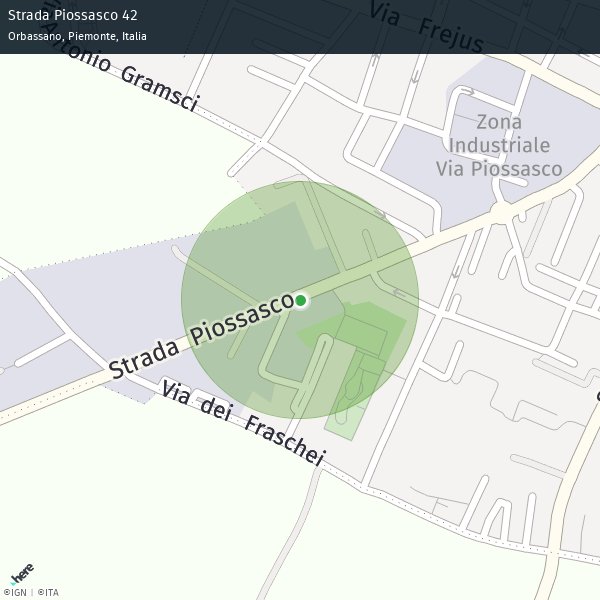 Strada Piossasco 42
Orbassano, Piemonte, Italia
Via Frejus
Antonio Gramsci
Zona
Industriale
Via Piossasco
Strada Piossasco
Via dei Fraschei
here
©IGN | ©ITA